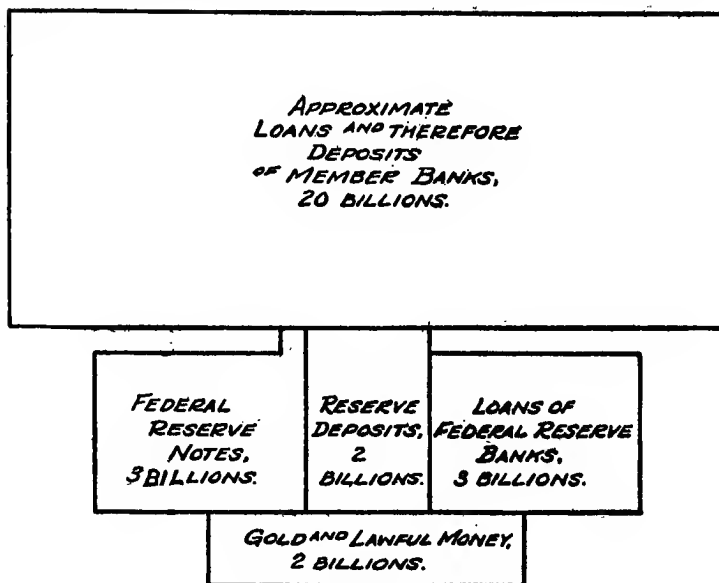 APPROXIMATE
LOANS AND THEREFORE
DEPOSITS
OF MEMBER BANKS,
20 BILLIONS.
FEDERAL
RESERVE
NOTES,
3 BILLIONS.
RESERVE
DEPOSITS,
2
BILLIONS.
LOANS OF
FEDERAL RESERVE
BANKS,
3 BILLIONS.
GOLD AND LAWFUL MONEY,
2 BILLIONS.